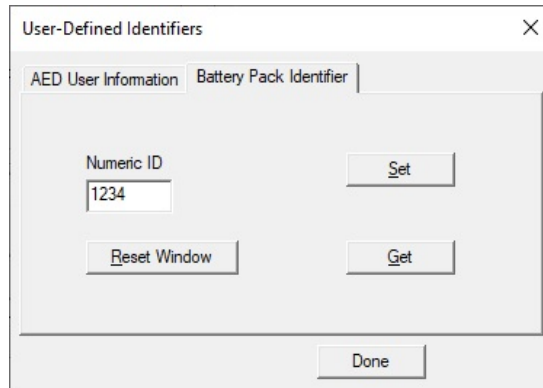 User-Defined Identifiers
AED User Information
Battery Pack Identifier
Numeric ID
1234
Set
Reset Window
Get
Done